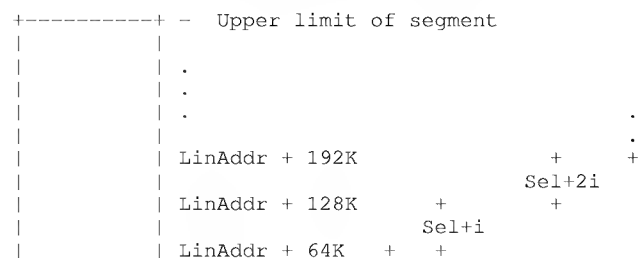 +----------+ - Upper limit of segment
| |
| | .
| | .
| | . .
| | .
| | LinAddr + 192K + +
Sel+2i
| | LinAddr + 128K + +
Sel+i
| | LinAddr + 64K + +